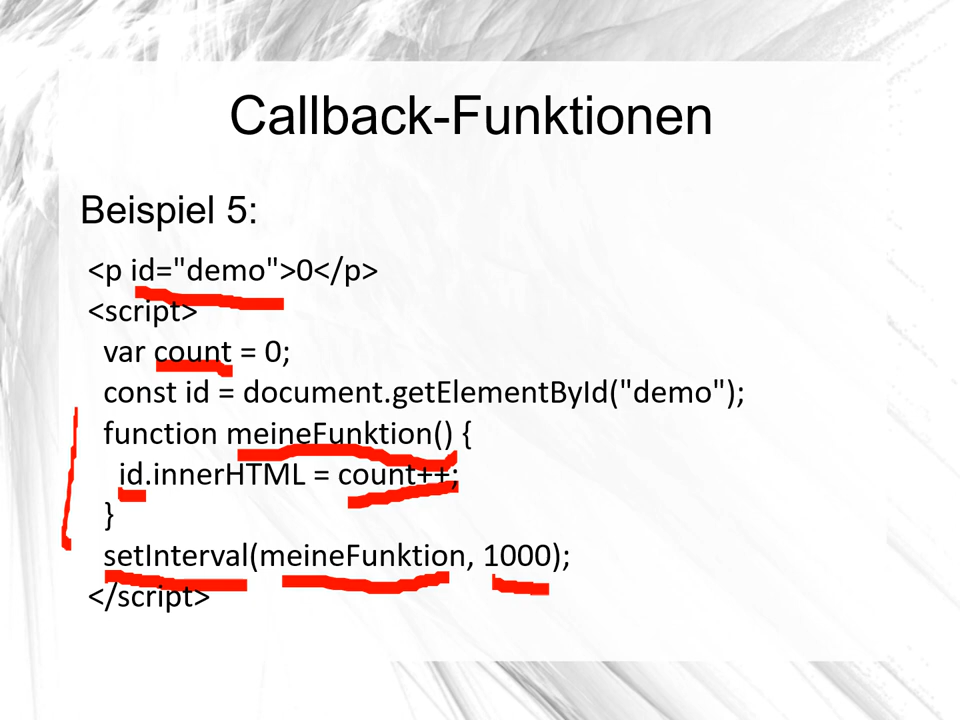 Callback-Funktionen
Beispiel 5:
<p id="demo">0</p>
<script>
var count = 0;
const id = document.getElementById("demo");
function meineFunktion() {
id.innerHTML = count++;
}
setInterval(meineFunktion, 1000);
</script>